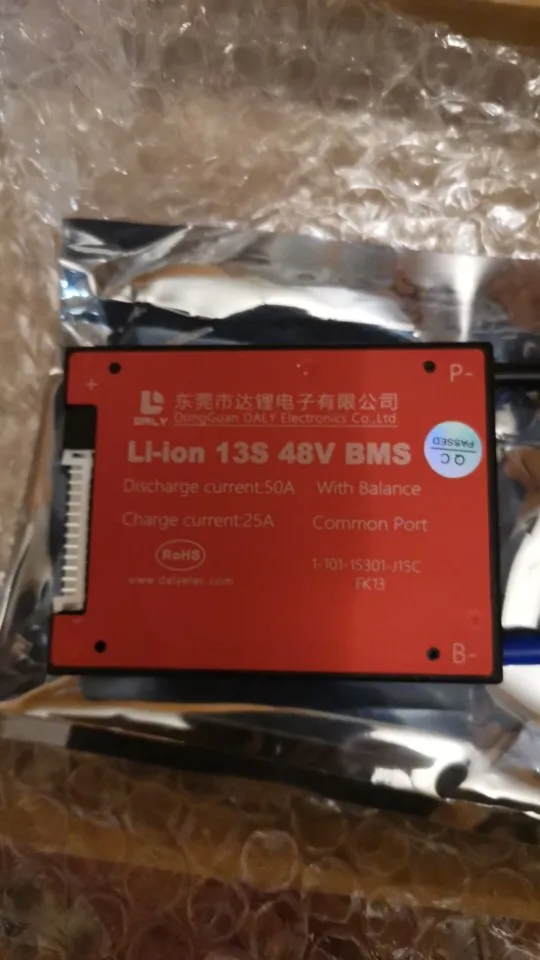 +
P-
DALY
东莞市达锂电子有限公司
DongGuan DALY Electronics Co.,Ltd
Li-ion 13S 48V BMS
QC
PASSED
Discharge current:50A With Balance
Charge current:25A Common Port
RoHS
1-101-15301-J15C
www.dalyelec.com
FK13
-
B-